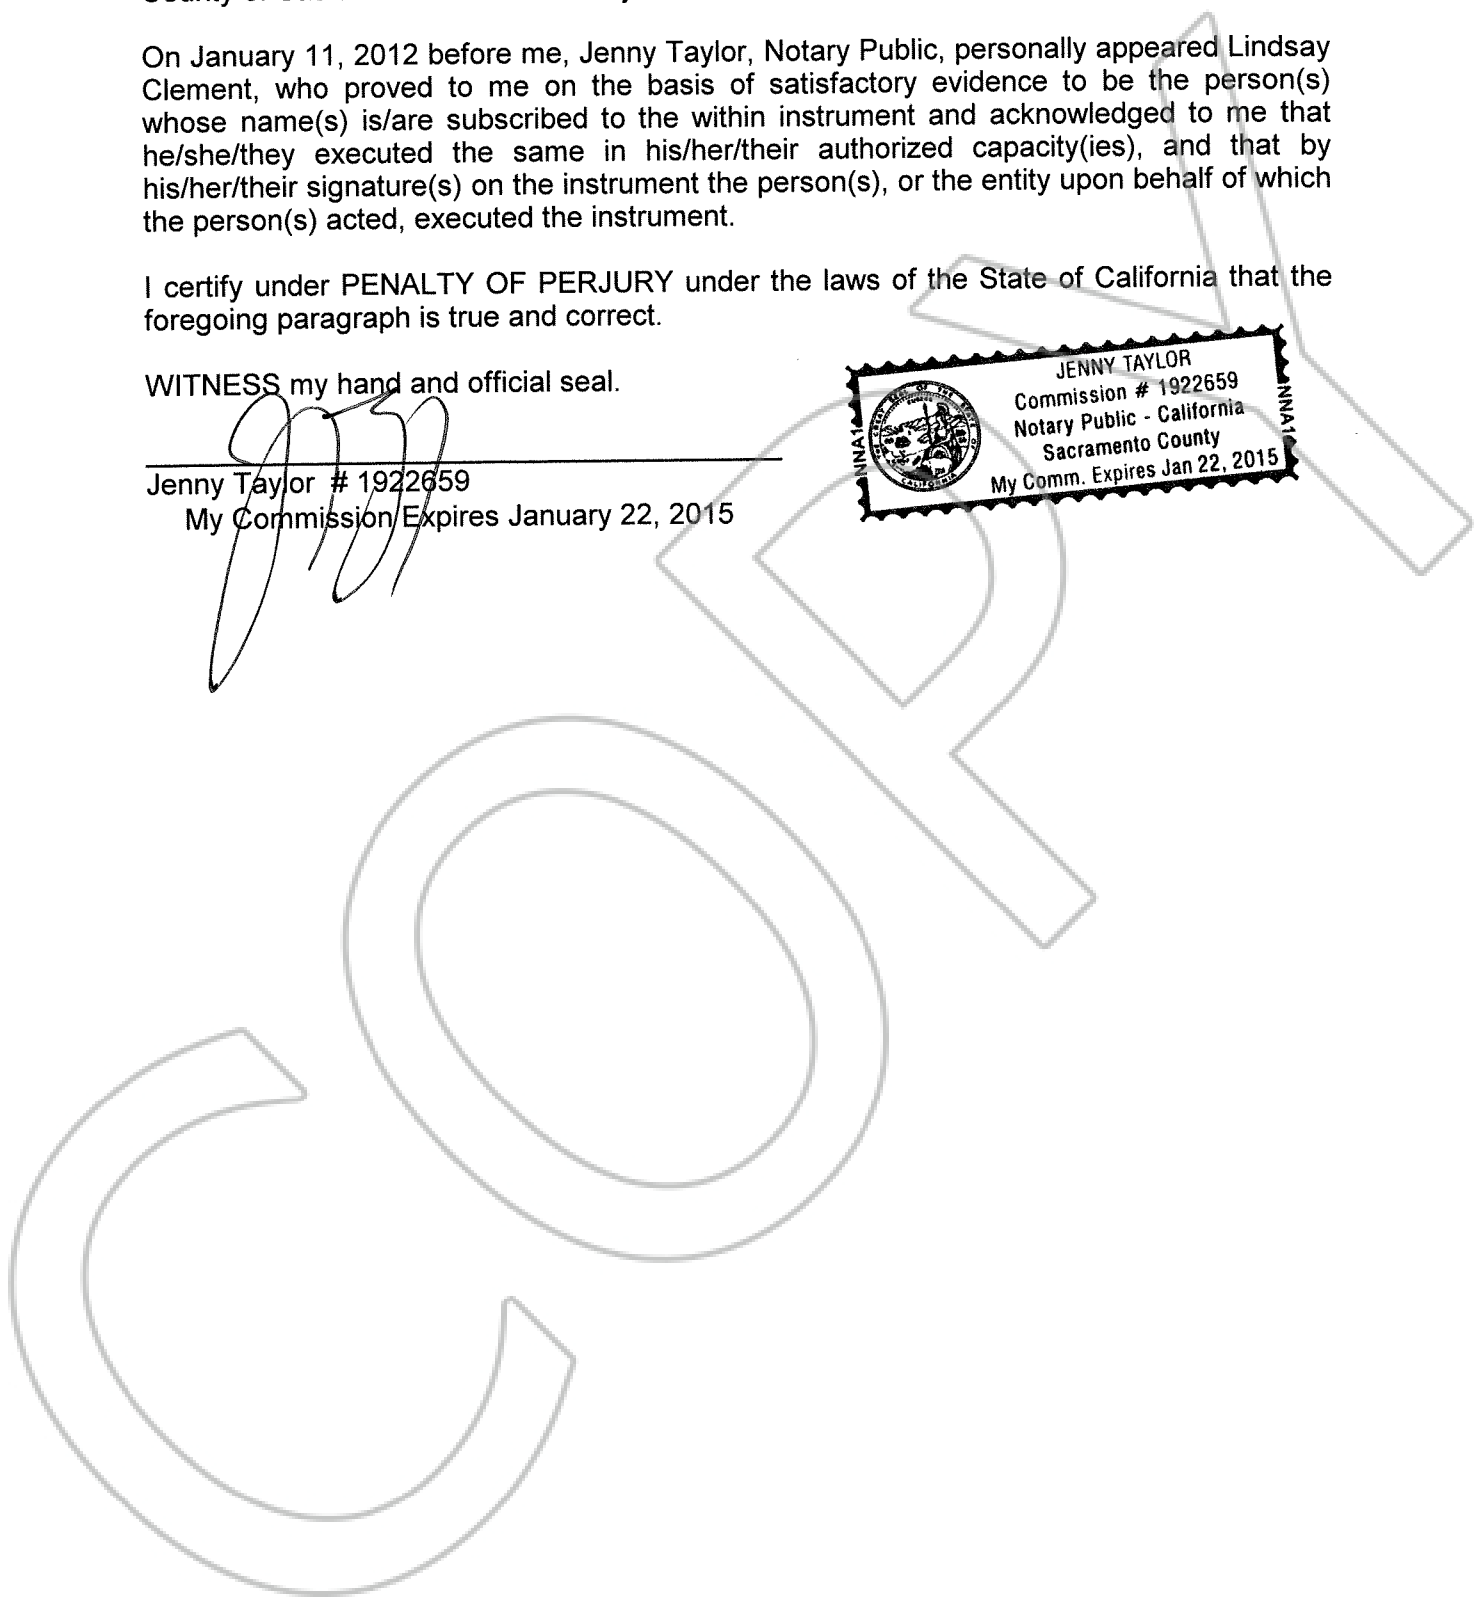 On January 11, 2012 before me, Jenny Taylor, Notary Public, personally appeared Lindsay
Clement, who proved to me on the basis of satisfactory evidence to be the person(s)
whose name(s) is/are subscribed to the within instrument and acknowledged to me that
he/she/they executed the same in his/her/their authorized capacity(ies), and that by
his/her/their signature(s) on the instrument the person(s), or the entity upon behalf of which
the person(s) acted, executed the instrument.
I certify under PENALTY OF PERJURY under the laws of the State of California that the
foregoing paragraph is true and correct.
WITNESS my hand and official seal.
Jenny Taylor # 1922659
My Commission Expires January 22, 2015
JENNY TAYLOR
Commission # 1922659
Notary Public - California
Sacramento County
My Comm. Expires Jan 22, 2015
COPY